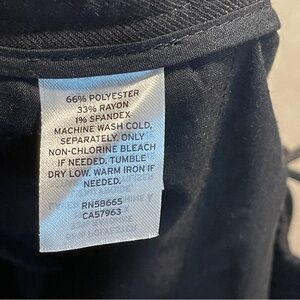 66% POLYESTER
33% RAYON
1% SPANDEX
MACHINE WASH COLD,
SEPARATELY. ONLY
NON-CHLORINE BLEACH
IF NEEDED. TUMBLE
DRY LOW. WARM IRON IF
NEEDED.
RN58665
CA57963